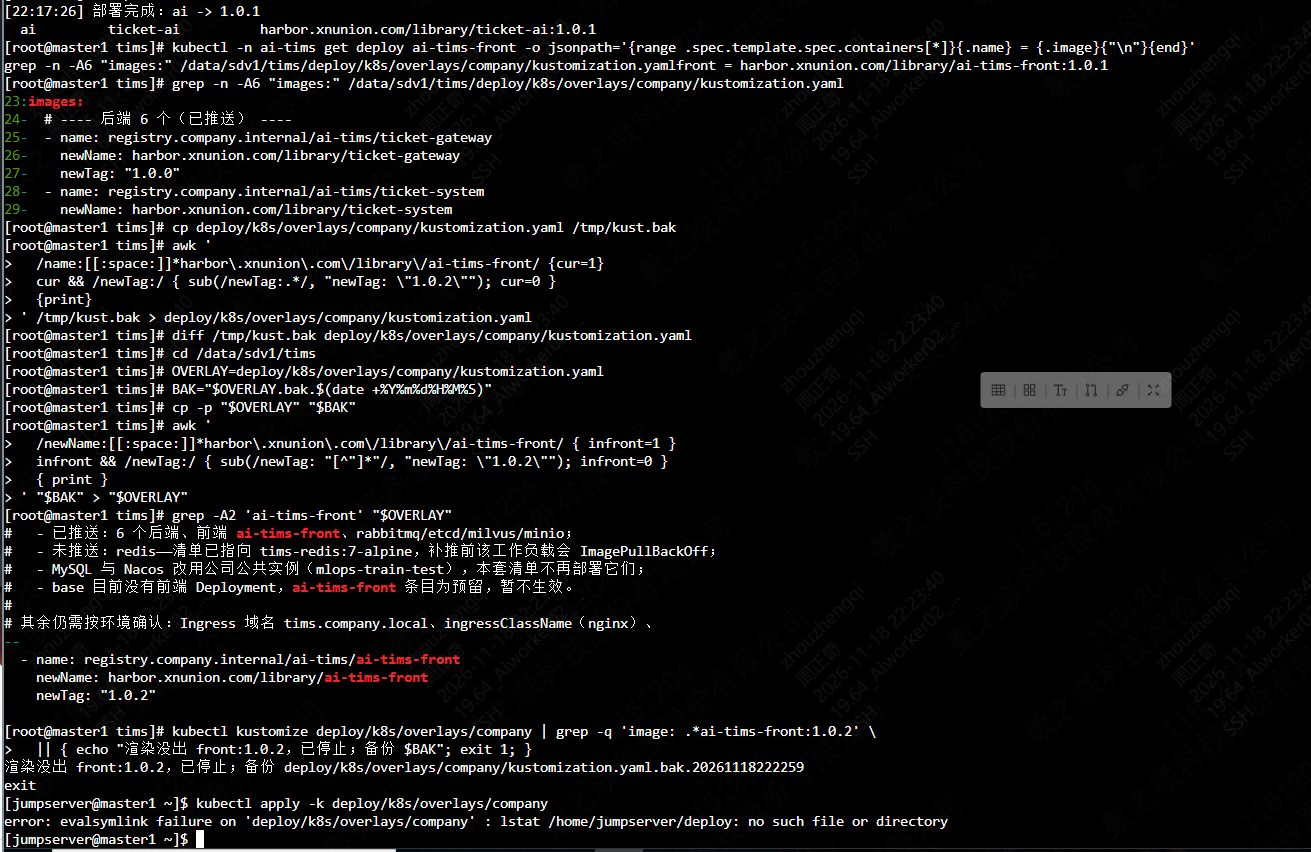 [22:17:26] 部署完成: ai -> 1.0.1
  ai         ticket-ai          harbor.xnunion.com/library/ticket-ai:1.0.1
[root@master1 tims]# kubectl -n ai-tims get deploy ai-tims-front -o jsonpath='{range .spec.template.spec.containers[*]}{.name} = {.image}{"\n"}{end}'
grep -n -A6 "images:" /data/sdv1/tims/deploy/k8s/overlays/company/kustomization.yamlfront = harbor.xnunion.com/library/ai-tims-front:1.0.1
[root@master1 tims]# grep -n -A6 "images:" /data/sdv1/tims/deploy/k8s/overlays/company/kustomization.yaml
23:images:
24-  # ---- 后端 6 个（已推送） ----
25-  - name: registry.company.internal/ai-tims/ticket-gateway
26-    newName: harbor.xnunion.com/library/ticket-gateway
27-    newTag: "1.0.0"
28-  - name: registry.company.internal/ai-tims/ticket-system
29-    newName: harbor.xnunion.com/library/ticket-system
[root@master1 tims]# cp deploy/k8s/overlays/company/kustomization.yaml /tmp/kust.bak
[root@master1 tims]# awk '
>   /name:[[:space:]]*harbor\.xnunion\.com\/library\/ai-tims-front/ {cur=1}
>   cur && /newTag:/ { sub(/newTag:.*/, "newTag: \"1.0.2\""); cur=0 }
>   {print}
> ' /tmp/kust.bak > deploy/k8s/overlays/company/kustomization.yaml
[root@master1 tims]# diff /tmp/kust.bak deploy/k8s/overlays/company/kustomization.yaml
[root@master1 tims]# cd /data/sdv1/tims
[root@master1 tims]# OVERLAY=deploy/k8s/overlays/company/kustomization.yaml
[root@master1 tims]# BAK="$OVERLAY.bak.$(date +%Y%m%d%H%M%S)"
[root@master1 tims]# cp -p "$OVERLAY" "$BAK"
[root@master1 tims]# awk '
>   /newName:[[:space:]]*harbor\.xnunion\.com\/library\/ai-tims-front/ { infront=1 }
>   infront && /newTag:/ { sub(/newTag: "[^"]*"/, "newTag: \"1.0.2\""); infront=0 }
>   { print }
> ' "$BAK" > "$OVERLAY"
[root@master1 tims]# grep -A2 'ai-tims-front' "$OVERLAY"
#   - 已推送：6 个后端、前端 ai-tims-front、rabbitmq/etcd/milvus/minio；
#   - 未推送：redis——清单已指向 tims-redis:7-alpine，补推前该工作负载会 ImagePullBackOff；
#   - MySQL 与 Nacos 改用公司公共实例（mlops-train-test），本套清单不再部署它们；
#   - base 目前没有前端 Deployment，ai-tims-front 条目为预留，暂不生效。
#
# 其余仍需按环境确认：Ingress 域名 tims.company.local、ingressClassName（nginx）、
--
  - name: registry.company.internal/ai-tims/ai-tims-front
    newName: harbor.xnunion.com/library/ai-tims-front
    newTag: "1.0.2"
[root@master1 tims]# kubectl kustomize deploy/k8s/overlays/company | grep -q 'image: .*ai-tims-front:1.0.2' \
>   || { echo "渲染没出 front:1.0.2，已停止；备份 $BAK"; exit 1; }
渲染没出 front:1.0.2，已停止；备份 deploy/k8s/overlays/company/kustomization.yaml.bak.20261118222259
exit
[jumpserver@master1 ~]$ kubectl apply -k deploy/k8s/overlays/company
error: evalsymlink failure on 'deploy/k8s/overlays/company' : lstat /home/jumpserver/deploy: no such file or directory
[jumpserver@master1 ~]$